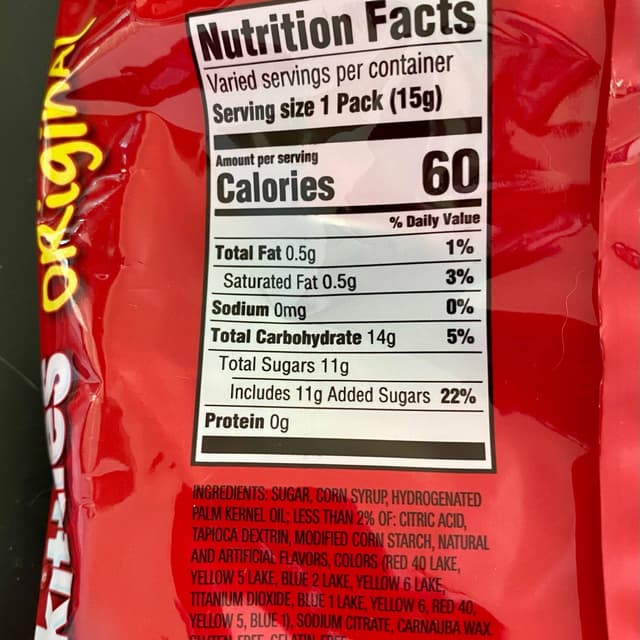 Nutrition Facts
Varied servings per container
Serving size 1 Pack (15g)
Amount per serving
Calories 60
% Daily Value
Total Fat 0.5g 1%
Saturated Fat 0.5g 3%
Sodium 0mg 0%
Total Carbohydrate 14g 5%
Total Sugars 11g
Includes 11g Added Sugars 22%
Protein 0g
INGREDIENTS: SUGAR, CORN SYRUP, HYDROGENATED
PALM KERNEL OIL; LESS THAN 2% OF: CITRIC ACID,
TAPIOCA DEXTRIN, MODIFIED CORN STARCH, NATURAL
AND ARTIFICIAL FLAVORS, COLORS (RED 40 LAKE,
YELLOW 5 LAKE, BLUE 2 LAKE, YELLOW 6 LAKE,
TITANIUM DIOXIDE, BLUE 1 LAKE, YELLOW 6, RED 40,
YELLOW 5, BLUE 1), SODIUM CITRATE, CARNAUBA WAX.
GLUTEN FREE, GELATIN FREE
kittles ORiginAL